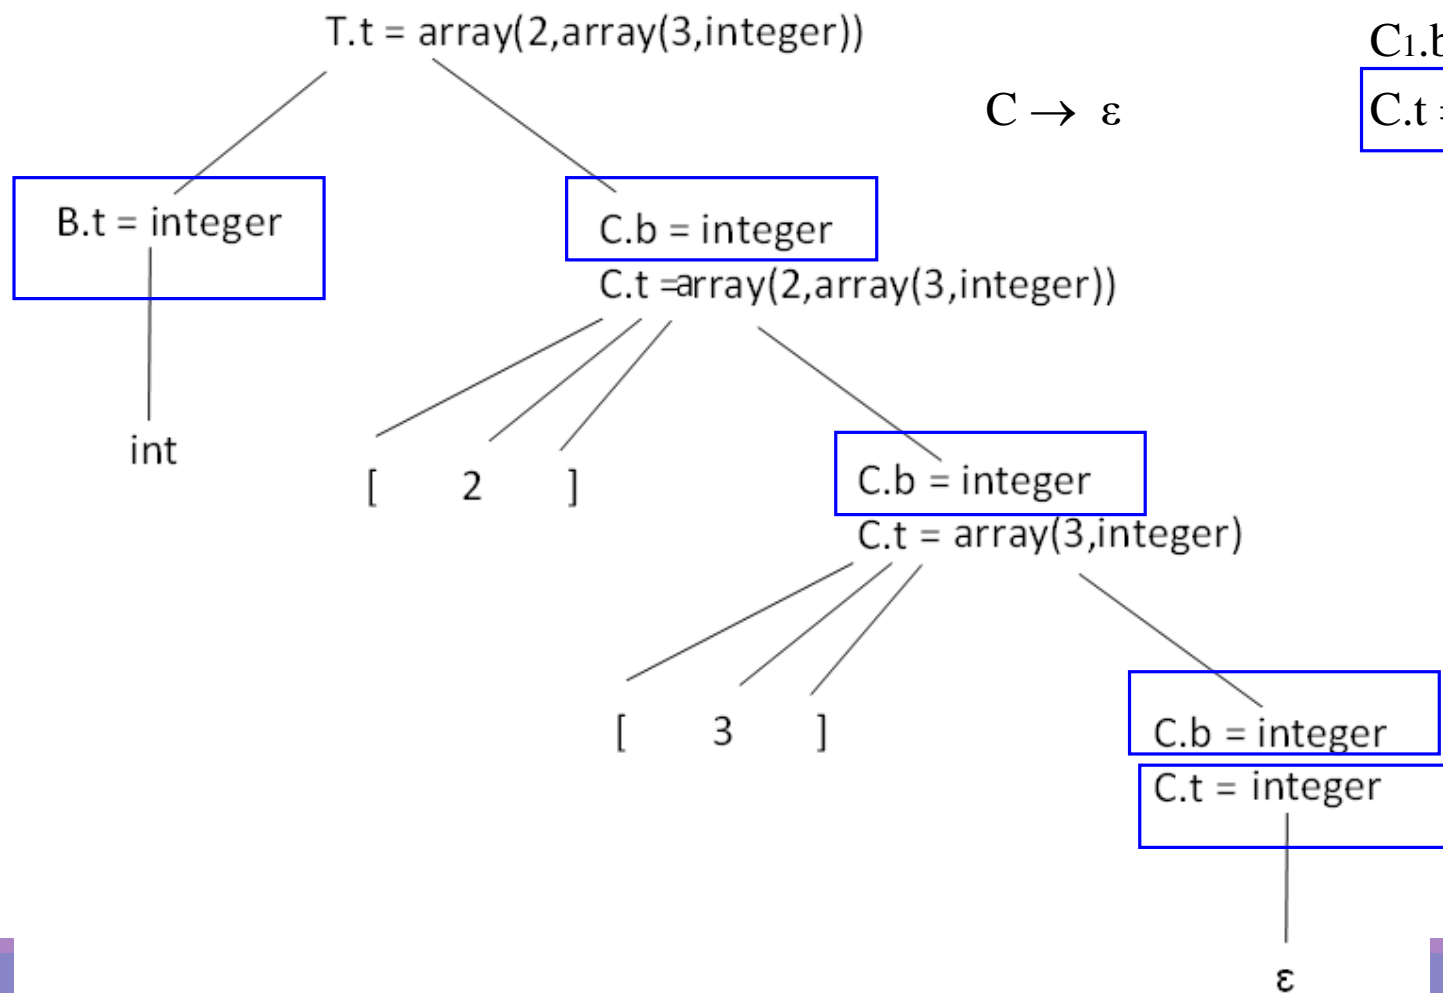 T.t = array(2,array(3,integer))
C₁.b
C → ε
C.t =
B.t = integer
C.b = integer
C.t =array(2,array(3,integer))
int
[ 2 ]
C.b = integer
C.t = array(3,integer)
[ 3 ]
C.b = integer
C.t = integer
ε